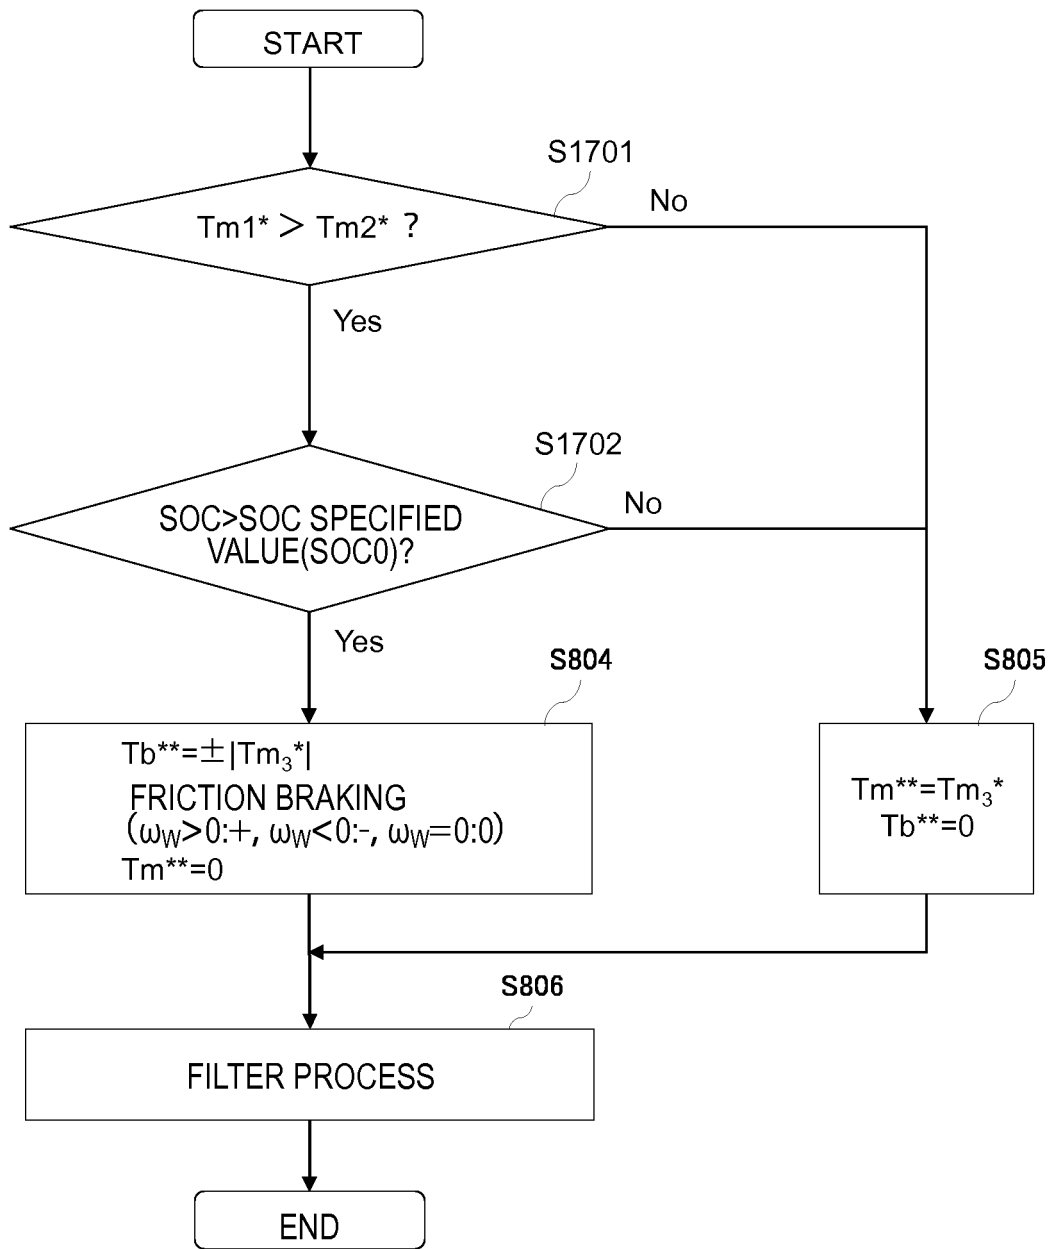 START
S1701
Tm1* > Tm2* ?
No
Yes
S1702
SOC>SOC SPECIFIED
VALUE(SOC0)?
No
Yes
S804
S805
Tb**=±|Tm₃*|
FRICTION BRAKING
(ωW>0:+, ωW<0:-, ωW=0:0)
Tm**=0
Tm**=Tm₃*
Tb**=0
S806
FILTER PROCESS
END